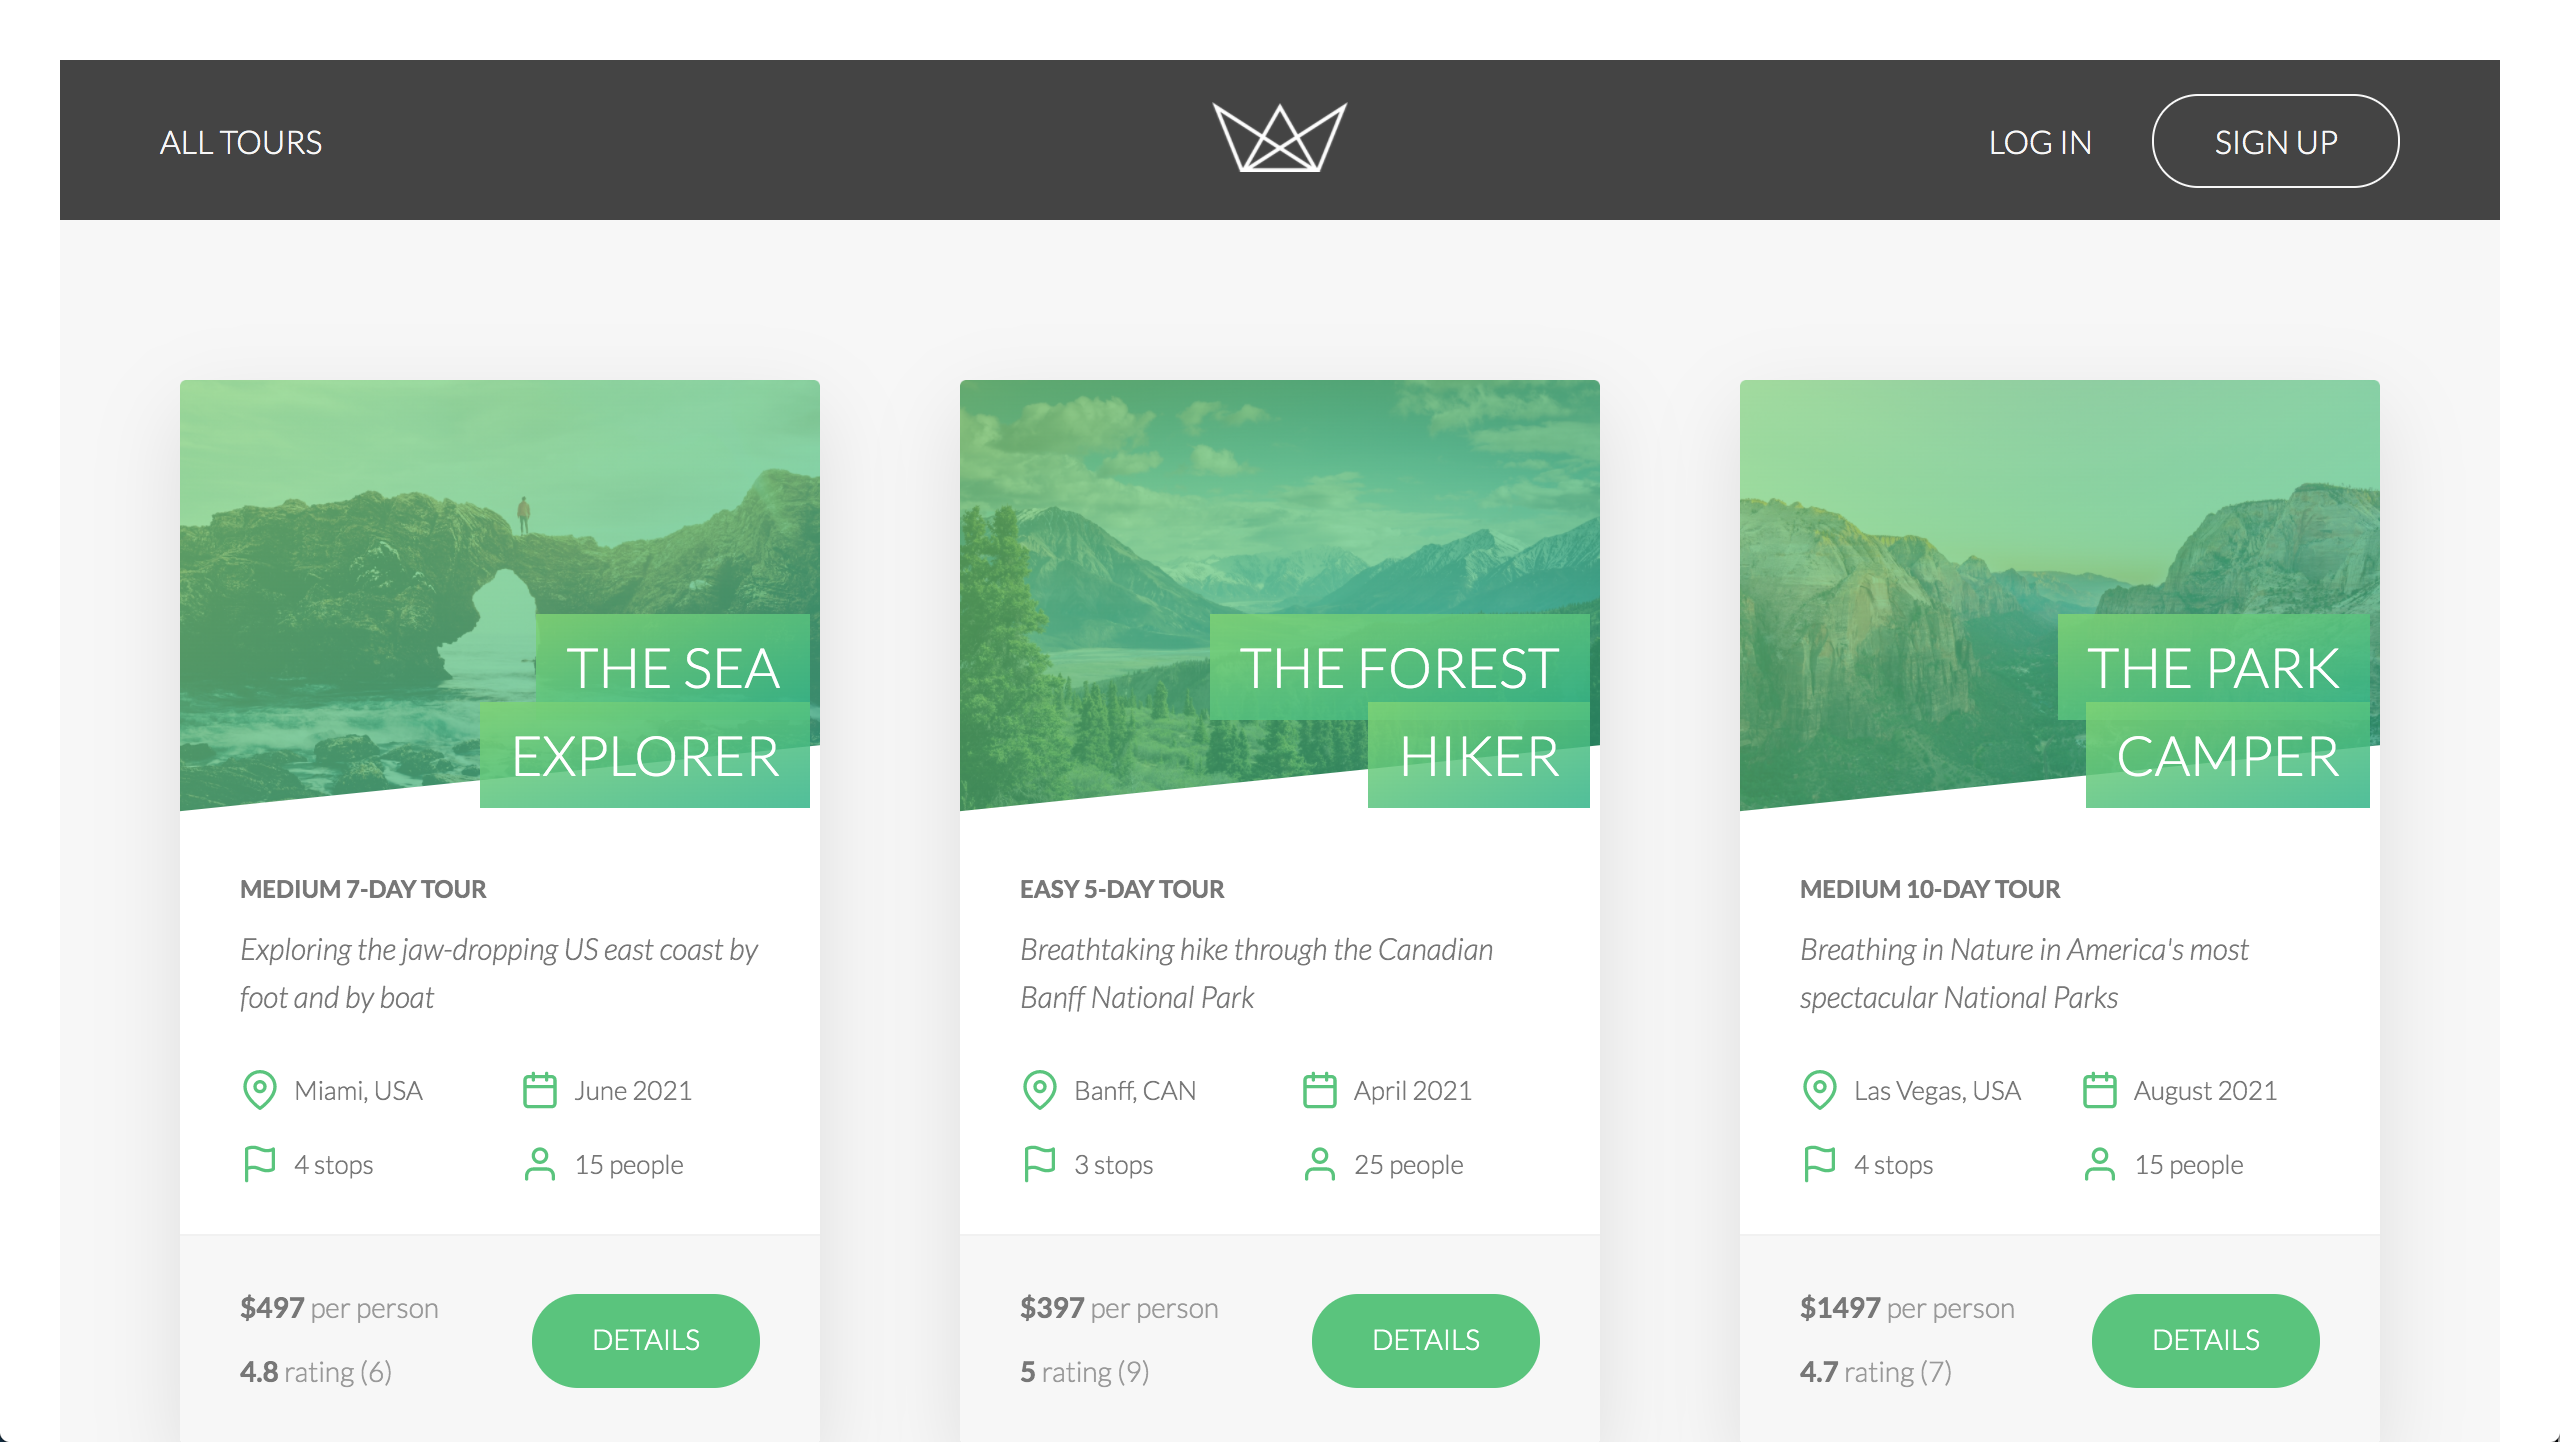 ALL TOURS
LOG IN
SIGN UP
THE SEA
EXPLORER
MEDIUM 7-DAY TOUR
Exploring the jaw-dropping US east coast by
foot and by boat
Miami, USA
June 2021
4 stops
15 people
$497 per person
4.8 rating (6)
DETAILS
THE FOREST
HIKER
EASY 5-DAY TOUR
Breathtaking hike through the Canadian
Banff National Park
Banff, CAN
April 2021
3 stops
25 people
$397 per person
5 rating (9)
DETAILS
THE PARK
CAMPER
MEDIUM 10-DAY TOUR
Breathing in Nature in America's most
spectacular National Parks
Las Vegas, USA
August 2021
4 stops
15 people
$1497 per person
4.7 rating (7)
DETAILS